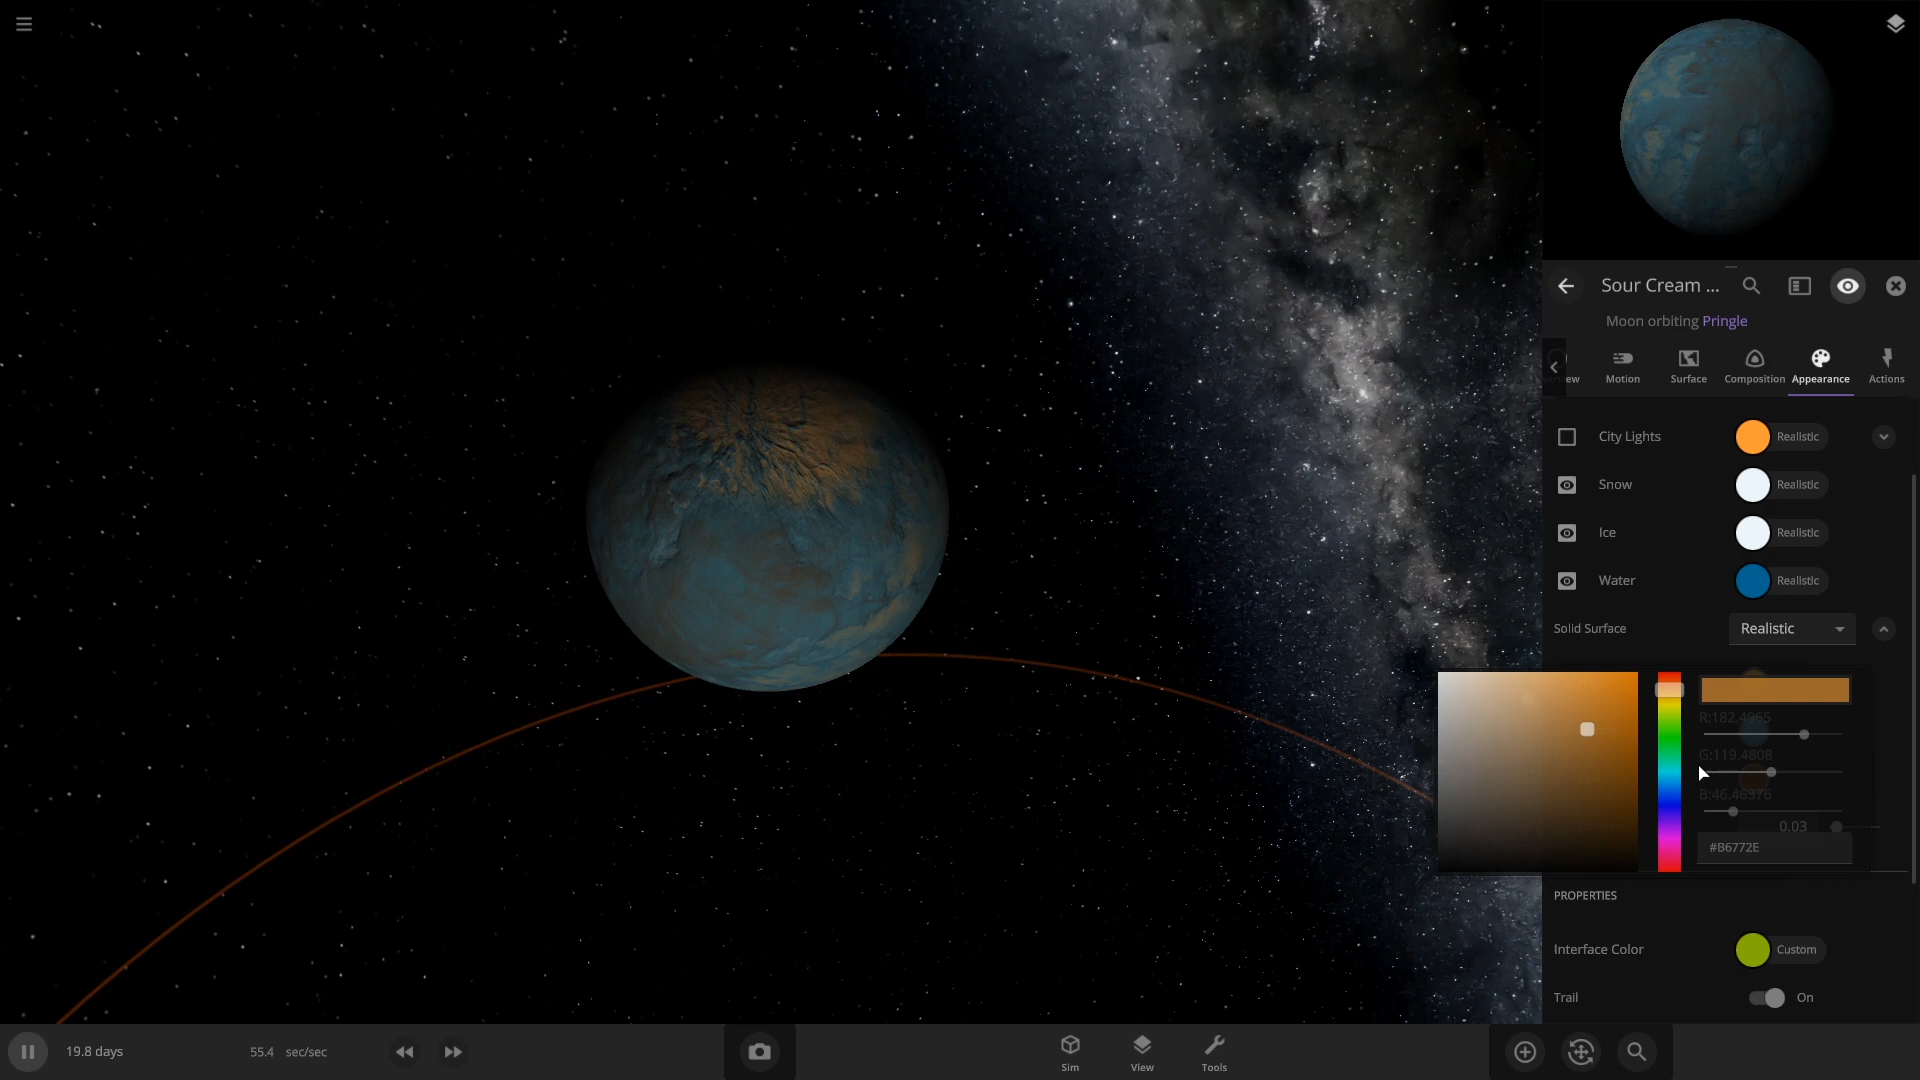 Sour Cream ...
Moon orbiting Pringle
Motion
Surface
Composition
Appearance
Actions
City Lights
Realistic
Snow
Realistic
Ice
Realistic
Water
Realistic
Solid Surface
Realistic
R:182.4965
G:119.4808
B:46.46376
0.03
#B6772E
PROPERTIES
Interface Color
Custom
Trail
On
19.8 days
55.4 sec/sec
Sim
View
Tools